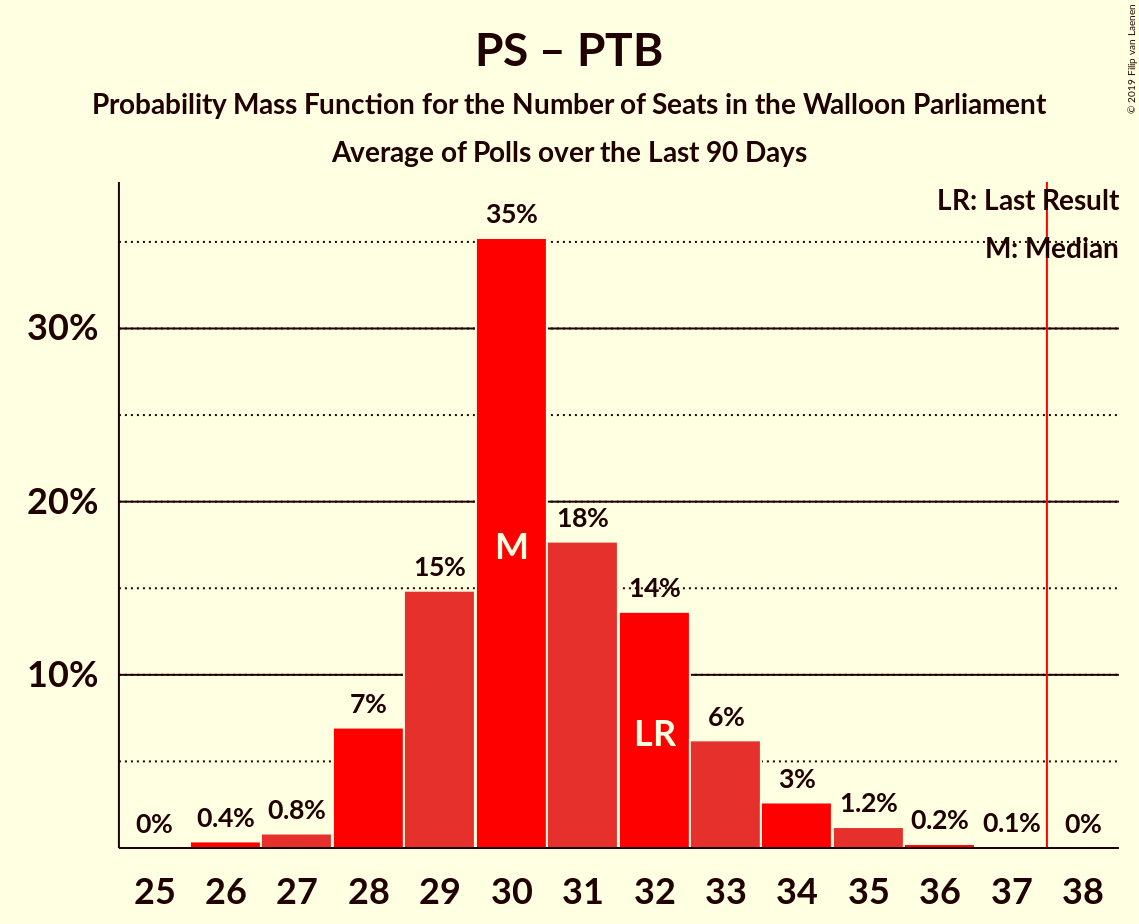 PS – PTB
Probability Mass Function for the Number of Seats in the Walloon Parliament
Average of Polls over the Last 90 Days
© 2019 Filip van Laenen
LR: Last Result
M: Median
35%
30%
20%
18%
M
15%
14%
10%
7%
LR
6%
3%
1.2%
0% 0.4% 0.8% 0.2% 0.1% 0%
25 26 27 28 29 30 31 32 33 34 35 36 37 38